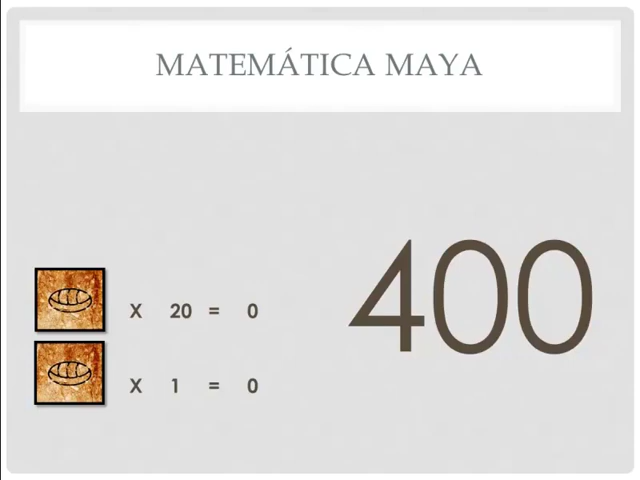 MATEMÁTICA MAYA
400
X 20 = 0
X 1 = 0